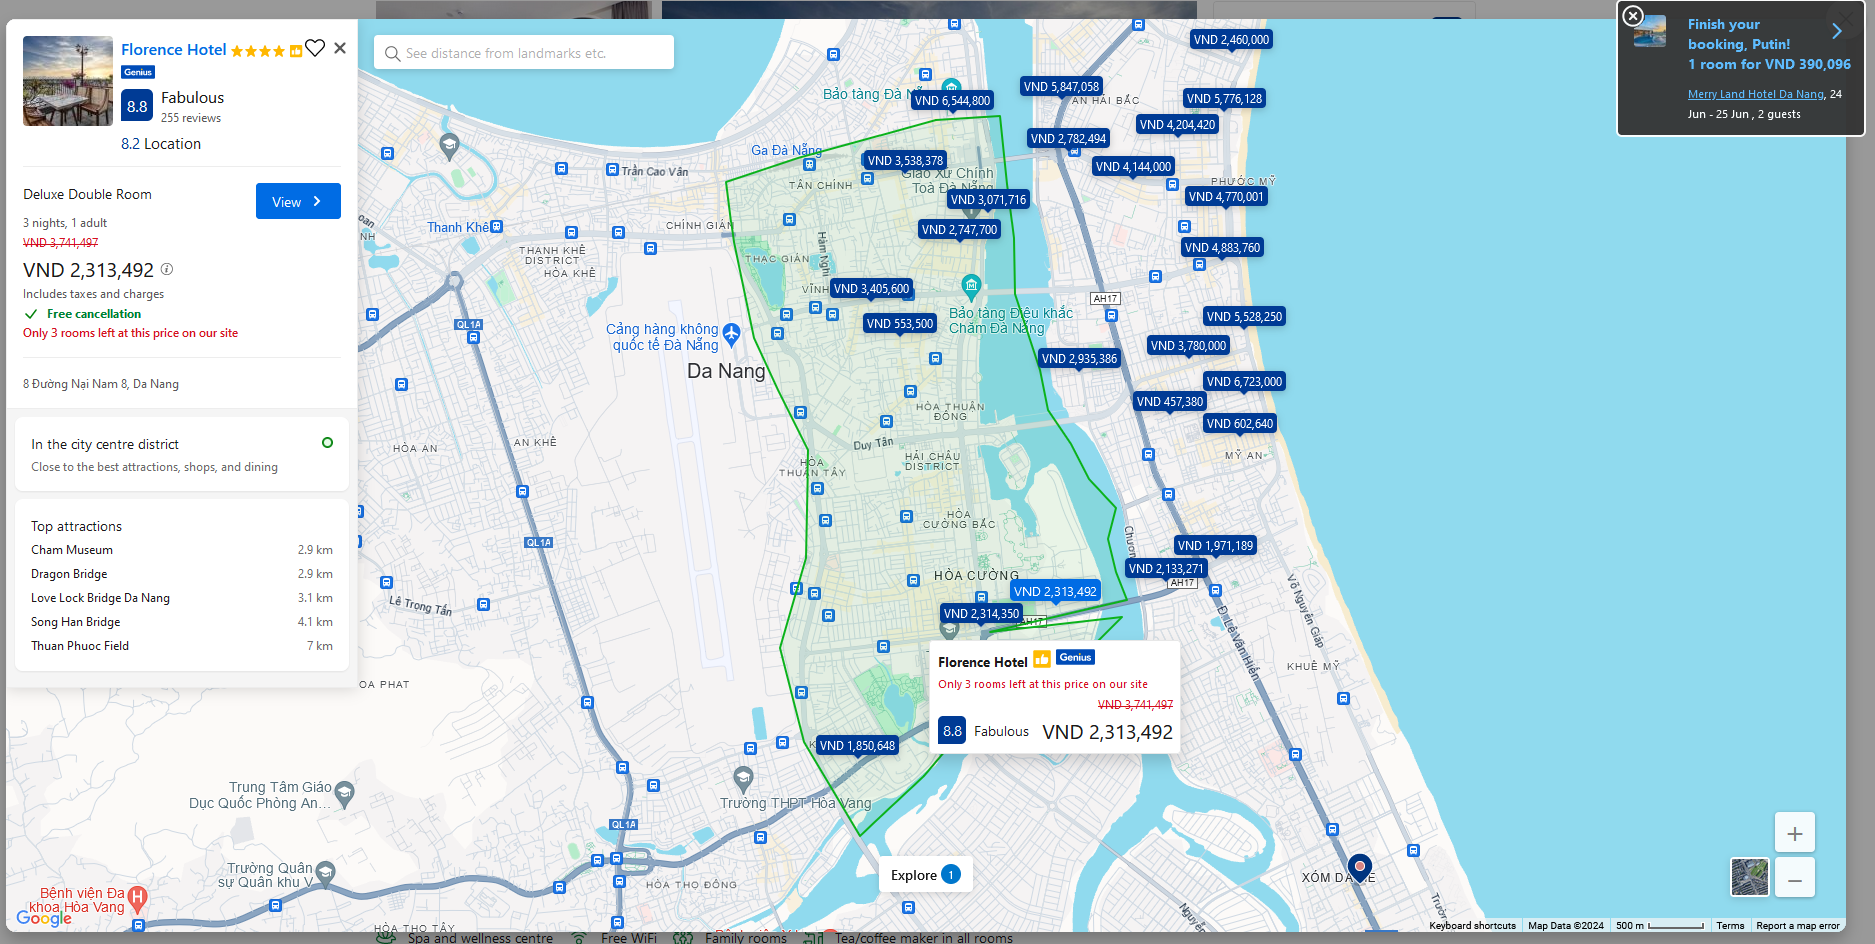 Florence Hotel
Genius
8.8
Fabulous
255 reviews
8.2 Location
Deluxe Double Room
View
3 nights, 1 adult
VND 3,741,497
VND 2,313,492
Includes taxes and charges
Free cancellation
Only 3 rooms left at this price on our site
8 Đường Nại Nam 8, Da Nang
In the city centre district
Close to the best attractions, shops, and dining
Top attractions
Cham Museum 2.9 km
Dragon Bridge 2.9 km
Love Lock Bridge Da Nang 3.1 km
Song Han Bridge 4.1 km
Thuan Phuoc Field 7 km
See distance from landmarks etc.
Finish your
booking, Putin!
1 room for VND 390,096
Merry Land Hotel Da Nang, 24
Jun - 25 Jun , 2 guests
VND 2,460,000
VND 5,847,058
Bảo tàng Đà N
VND 6,544,800
AN HẢI BẮC
VND 5,776,128
VND 4,204,420
VND 2,782,494
Ga Đà Nẵng
VND 3,538,378
VND 4,144,000
Trần Cao Vân
TÂN CHÍNH
Giáo Xứ Chính
Toà Đà Nẵng
PHƯỚC MỸ
VND 3,071,716
VND 4,770,001
Thanh Khê
CHÍNH GIÁN
VND 2,747,700
THANH KHÊ
DISTRICT
HÒA KHÊ
Hàm Nghi
VND 4,883,760
THẠC GIÁN
VĨNH
VND 3,405,600
AH17
Bảo tàng Điêu khắc
Chăm Đà Nẵng
QL1A
Cảng hàng không
quốc tế Đà Nẵng
VND 553,500
VND 5,528,250
VND 3,780,000
VND 2,935,386
Da Nang
VND 6,723,000
VND 457,380
HÒA THUẬN
ĐÔNG
VND 602,640
HÒA AN
AN KHÊ
Duy Tân
HẢI CHÂU
DISTRICT
MỸ AN
HÒA
THUẬN TÂY
HÒA
CƯỜNG BẮC
QL1A
Chươn
VND 1,971,189
VND 2,133,271
AH17
HÒA CƯỜNG
VND 2,313,492
Lê Trọng Tấn
VND 2,314,350
AH17
Võ Nguyên Giáp
Đ. Lê Văn Hiến
Florence Hotel
Genius
Only 3 rooms left at this price on our site
VND 3,741,497
8.8 Fabulous VND 2,313,492
KHUÊ MỸ
OA PHAT
VND 1,850,648
Trung Tâm Giáo
Dục Quốc Phòng An...
Trường THPT Hòa Vang
QL1A
Trường Quân
sự Quân khu V
Explore 1
XÓM DA
HÒA THỌ ĐÔNG
Bệnh viện Đa
khoa Hòa Vang
Google
HÒA THỌ TÂY
Nguyễn
Trườ
Keyboard shortcuts
Map Data ©2024
500 m
Terms
Report a map error
Spa and wellness centre
Free WiFi
Family rooms
Tea/coffee maker in all rooms